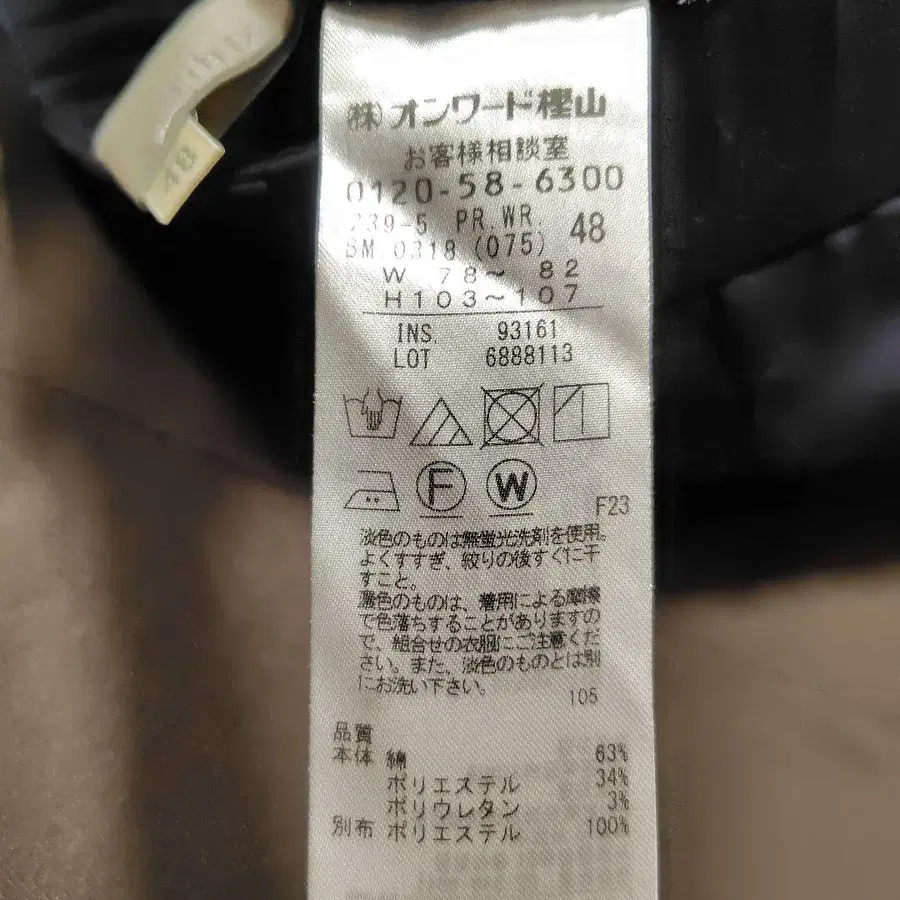 48
㈱オンワード樫山
お客様相談室
0120-58-6300
239-5 PR.WR. 48
BM 0318 (075)
W 78～ 82
H103～107
INS. 93161
LOT 6888113
F
W
F23
淡色のものは無蛍光洗剤を使用。
よくすすぎ、絞りの後すぐに干
すこと。
濃色のものは、着用による摩擦
で色落ちすることがありますの
で、組合せの衣服にご注意くだ
さい。また、淡色のものとは別
にお洗い下さい。
105
品質
本体 綿 63%
ポリエステル 34%
ポリウレタン 3%
別布 ポリエステル 100%